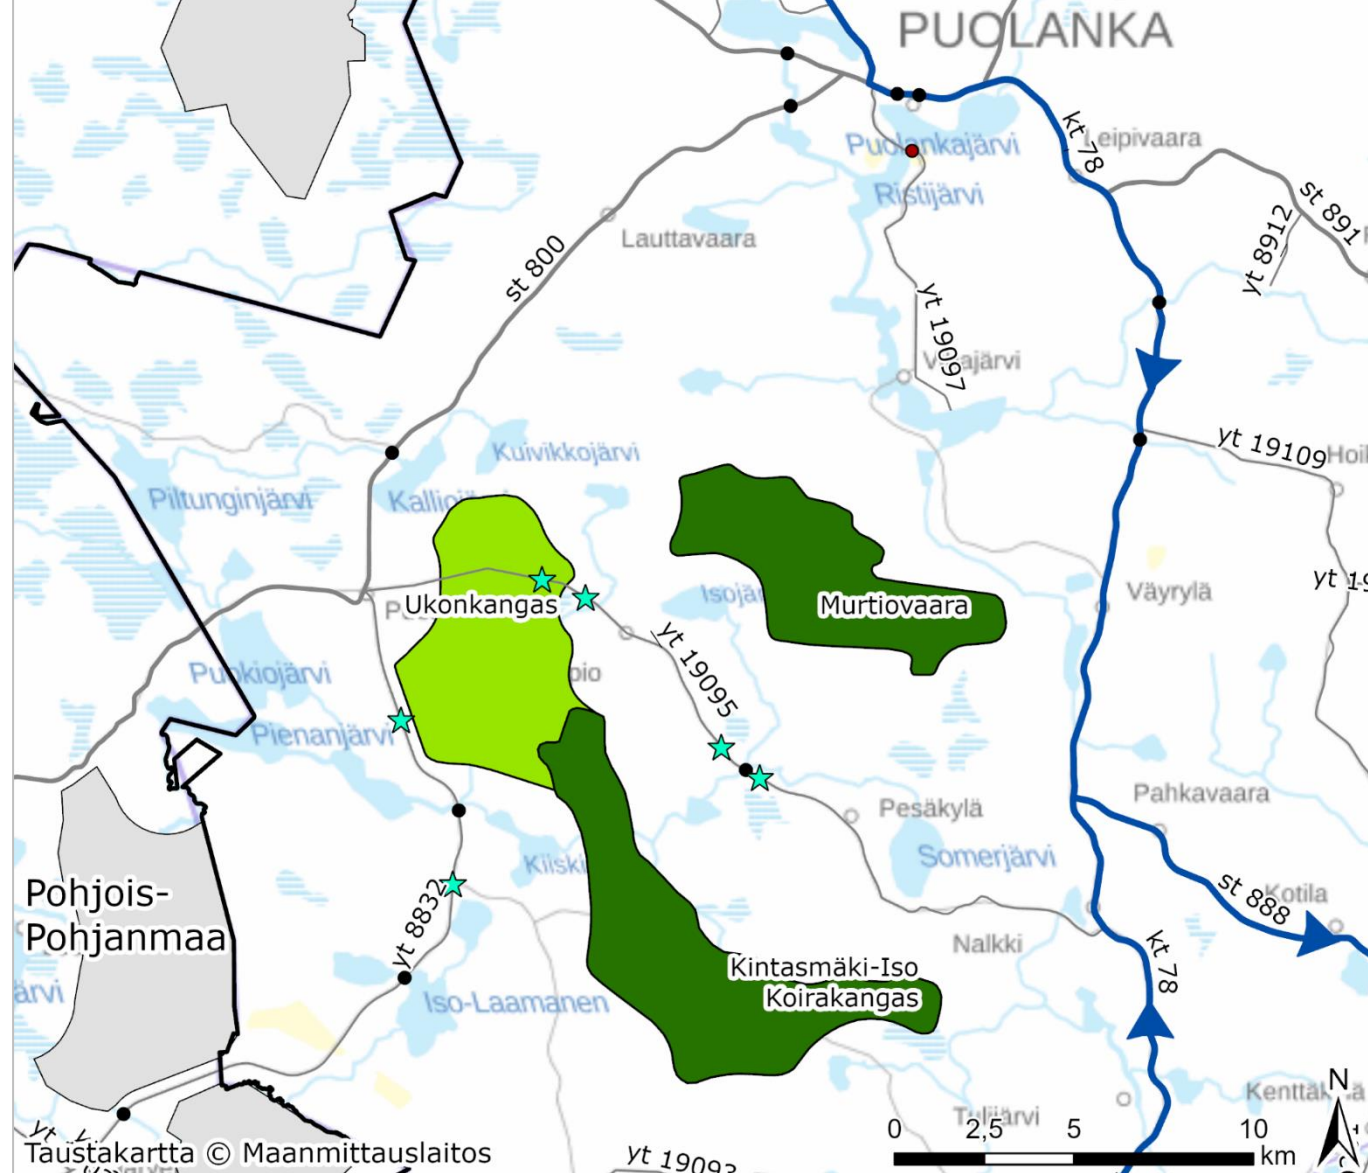 PUOLANKA
kt 78
Leipivaara
Puolankajärvi
Ristijärvi
st 891
yt 8912
Lauttavaara
st 800
yt 19097
yt 19109
Kuivikkojärvi
Piltunginjärvi
Ukonkangas
Murtiovaara
Väyrylä
yt 19095
Puokiojärvi
Pienanjärvi
Pahkavaara
Pesäkylä
Somerjärvi
Pohjois-
Pohjanmaa
yt 8832
st 888
Kotila
Nalkki
kt 78
Kintasmäki-Iso
Koirakangas
Iso-Laamanen
N
Tulijärvi
0 2,5 5 10
km
Taustakartta © Maanmittauslaitos
yt 19093